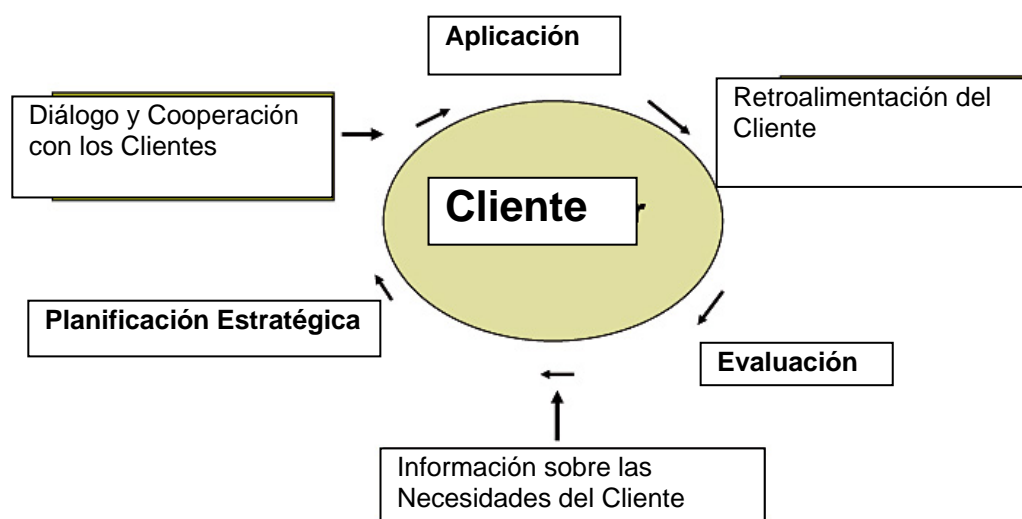 Aplicación
Diálogo y Cooperación
con los Clientes
Retroalimentación del
Cliente
Cliente
Planificación Estratégica
Evaluación
Información sobre las
Necesidades del Cliente